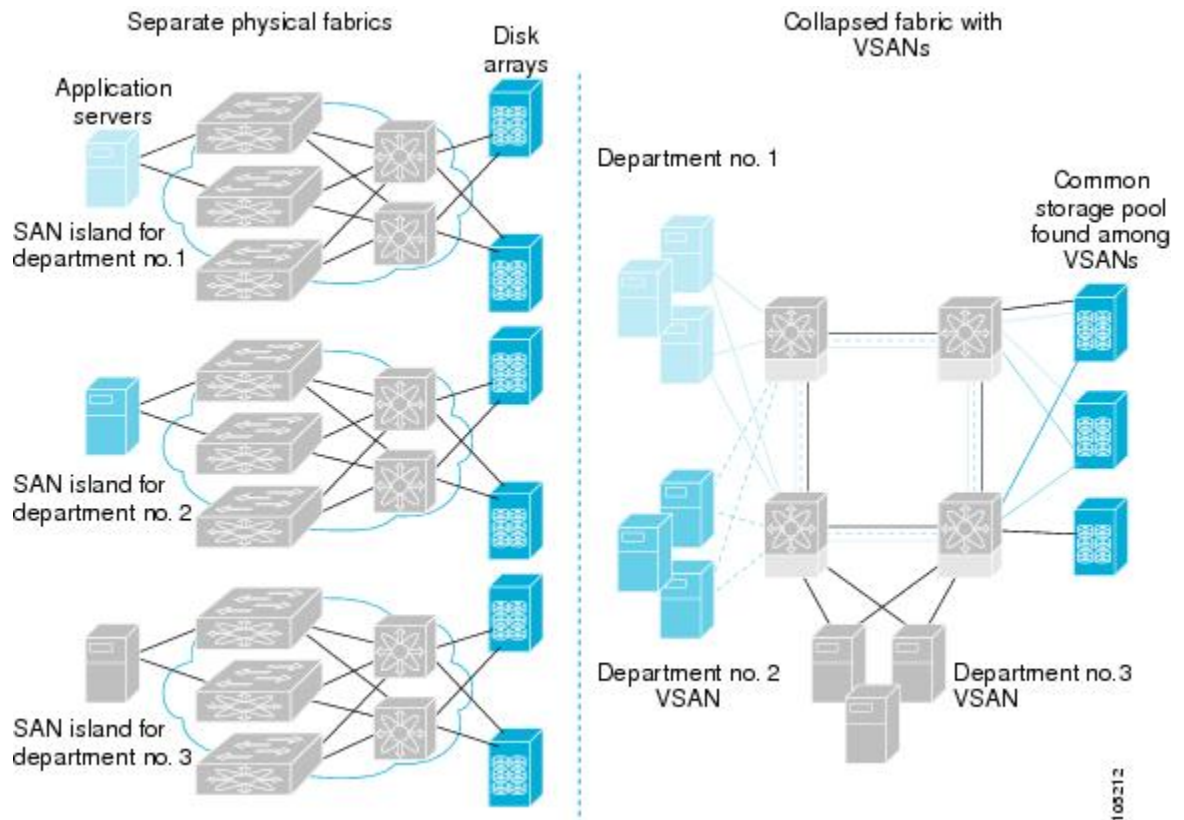 Separate physical fabrics
Disk
arrays
Application
servers
SAN island for
department no.1
SAN island for
department no. 2
SAN island for
department no. 3
Collapsed fabric with
VSANs
Department no. 1
Common
storage pool
found among
VSANs
Department no. 2
VSAN
Department no.3
VSAN
105212